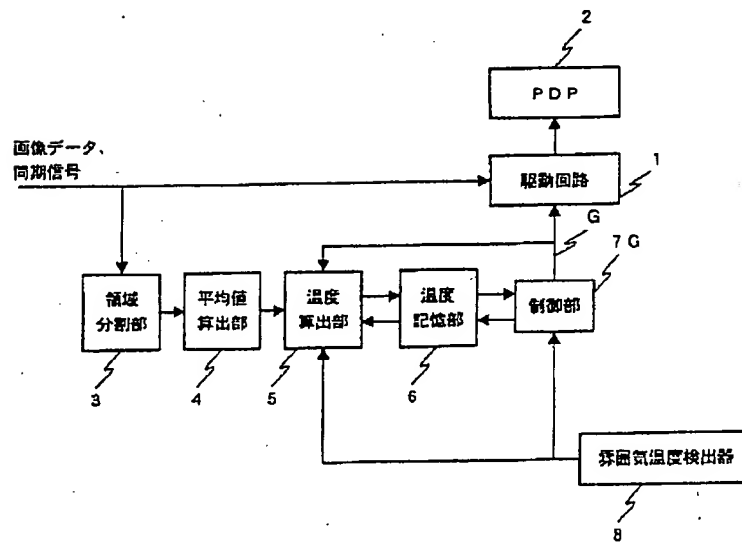 2
PDP
画像データ、
同期信号
駆動回路
1
G
7G
領域
分割部
平均値
算出部
温度
算出部
温度
記憶部
制御部
3
4
5
6
雰囲気温度検出器
8